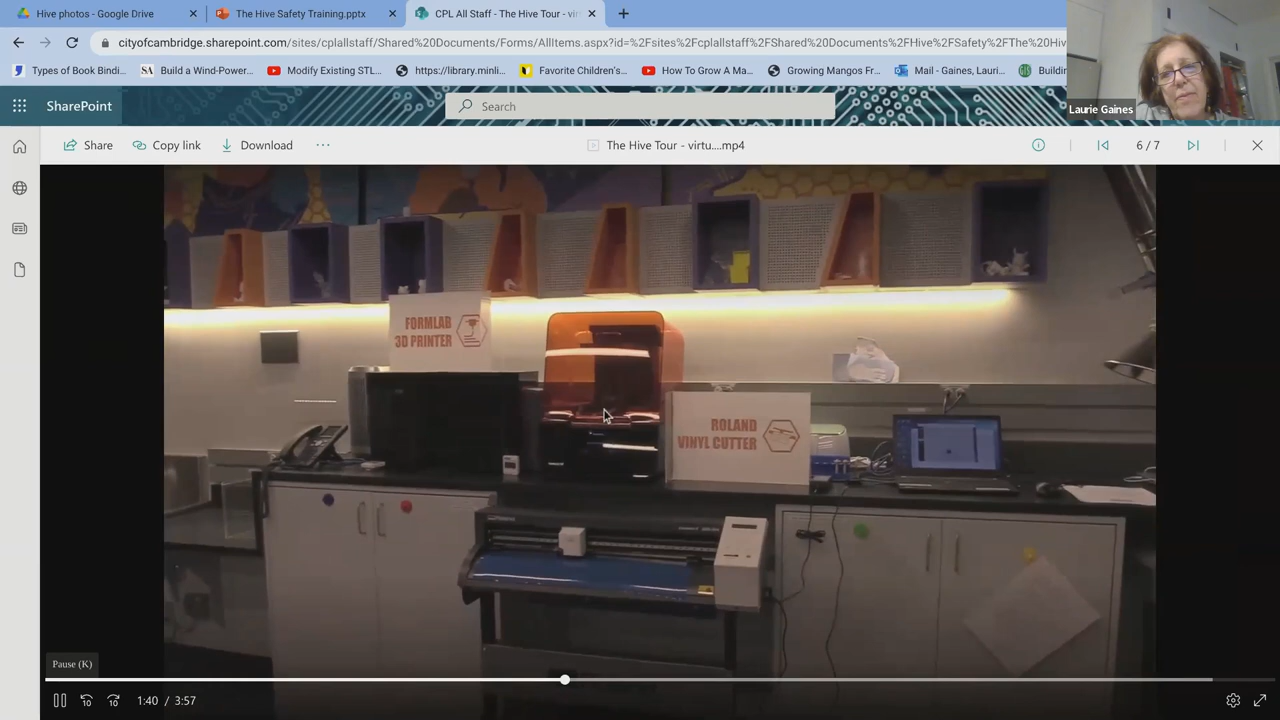 Hive photos - Google Drive
The Hive Safety Training.pptx
CPL All Staff - The Hive Tour - vir
cityofcambridge.sharepoint.com/sites/cplallstaff/Shared%20Documents/Forms/AllItems.aspx?id=%2Fsites%2Fcplallstaff%2FShared%20Documents%2FHive%2FSafety%2FThe%20Hiv
Types of Book Bindi...
Build a Wind-Power...
Modify Existing STL...
https://library.minli...
Favorite Children's...
How To Grow A Ma...
Growing Mangos Fr...
Mail - Gaines, Lauri...
Buildin
Laurie Gaines
SharePoint
Search
Share
Copy link
Download
The Hive Tour - virtu....mp4
6 / 7
FORMLAB
3D PRINTER
ROLAND
VINYL CUTTER
Pause (K)
10
10
1:40 / 3:57